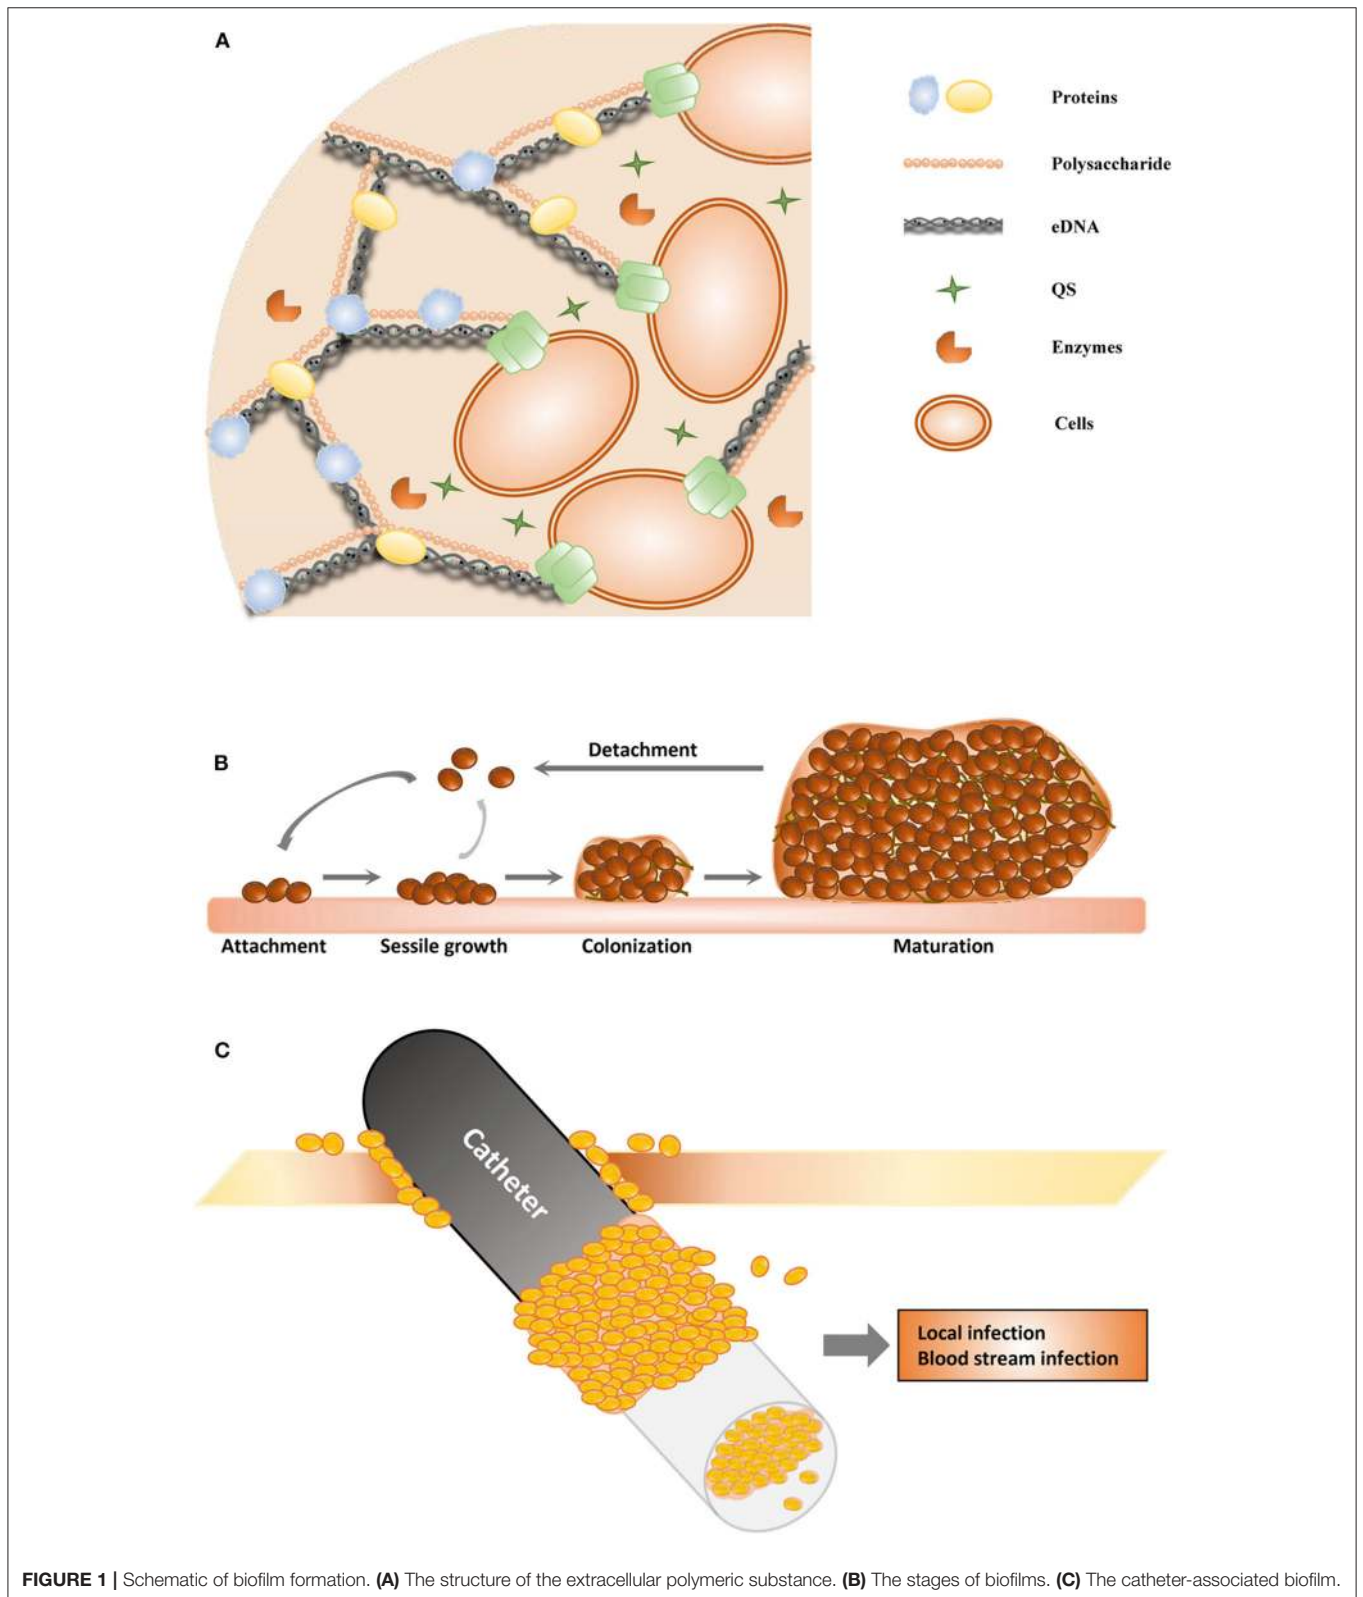 A
Proteins
Polysaccharide
eDNA
QS
Enzymes
Cells
B
Detachment
Attachment
Sessile growth
Colonization
Maturation
C
Catheter
Local infection
Blood stream infection
FIGURE 1 | Schematic of biofilm formation. (A) The structure of the extracellular polymeric substance. (B) The stages of biofilms. (C) The catheter-associated biofilm.